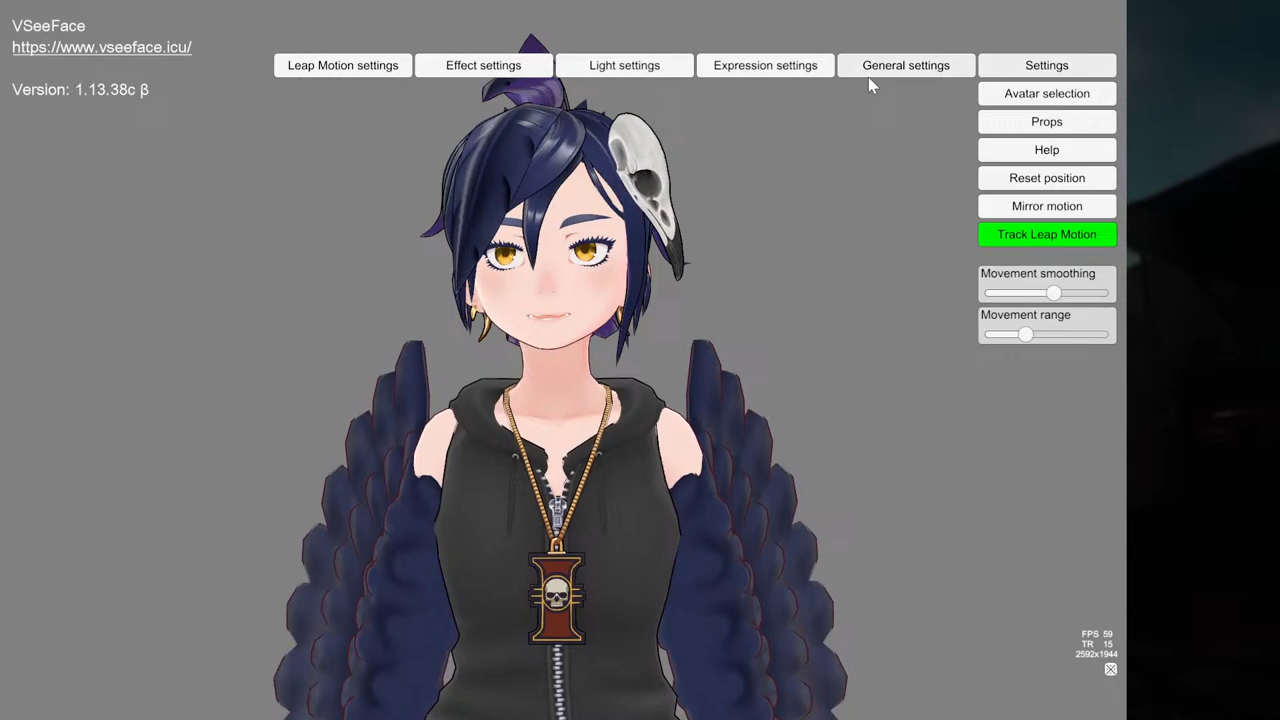 VSeeFace
https://www.vseeface.icu/
Version: 1.13.38c β
Leap Motion settings
Effect settings
Light settings
Expression settings
General settings
Settings
Avatar selection
Props
Help
Reset position
Mirror motion
Track Leap Motion
Movement smoothing
Movement range
FPS 59
TR 15
2592x1944